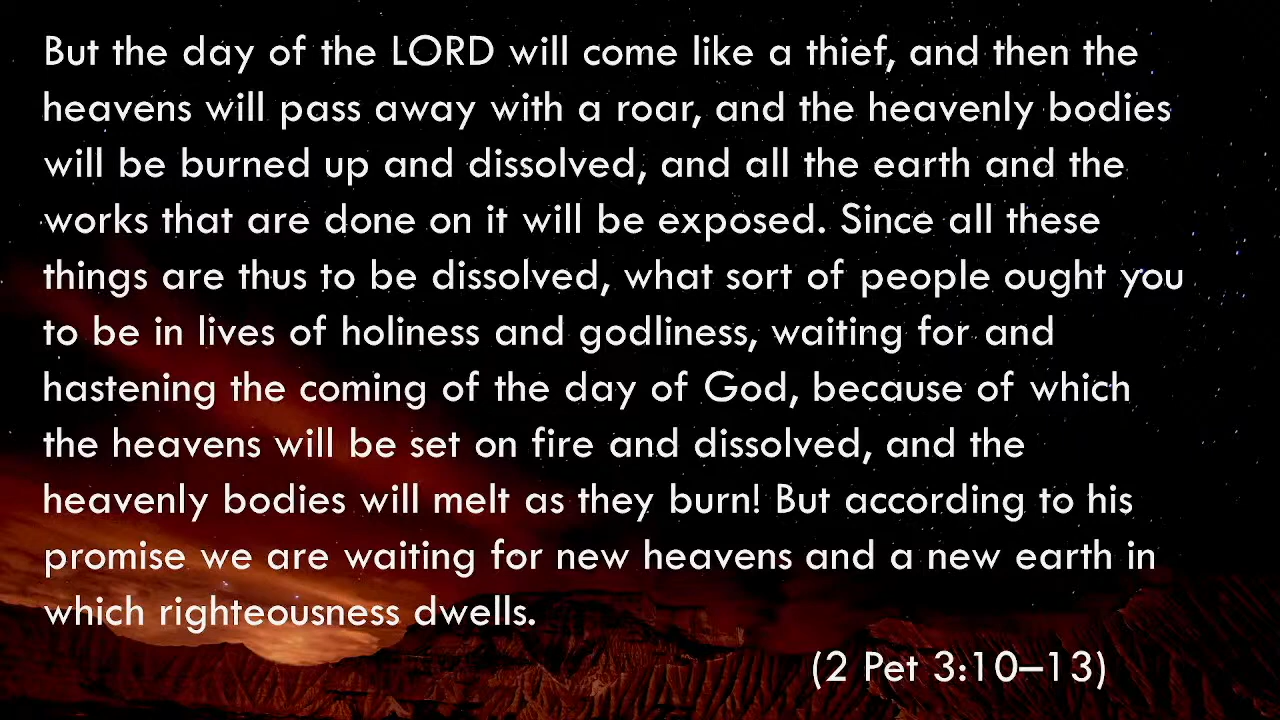 But the day of the LORD will come like a thief, and then the
heavens will pass away with a roar, and the heavenly bodies
will be burned up and dissolved, and all the earth and the
works that are done on it will be exposed. Since all these
things are thus to be dissolved, what sort of people ought you
to be in lives of holiness and godliness, waiting for and
hastening the coming of the day of God, because of which
the heavens will be set on fire and dissolved, and the
heavenly bodies will melt as they burn! But according to his
promise we are waiting for new heavens and a new earth in
which righteousness dwells.
(2 Pet 3:10–13)